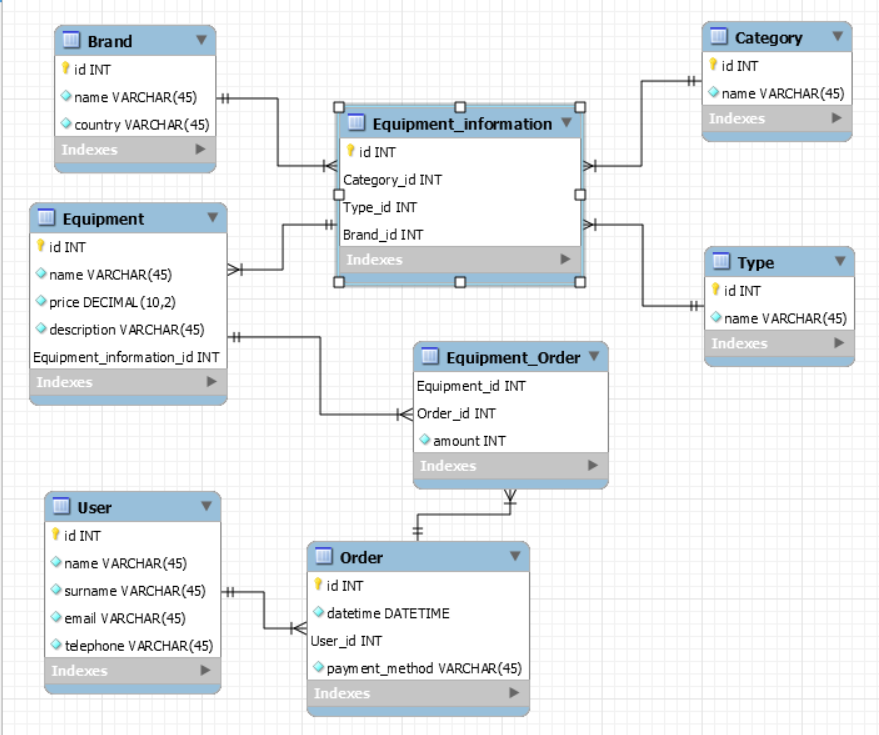 Brand
id INT
name VARCHAR(45)
country VARCHAR(45)
Indexes
Category
id INT
name VARCHAR(45)
Indexes
Equipment_information
id INT
Category_id INT
Type_id INT
Brand_id INT
Indexes
Equipment
id INT
name VARCHAR(45)
price DECIMAL(10,2)
description VARCHAR(45)
Equipment_information_id INT
Indexes
Type
id INT
name VARCHAR(45)
Indexes
Equipment_Order
Equipment_id INT
Order_id INT
amount INT
Indexes
User
id INT
name VARCHAR(45)
surname VARCHAR(45)
email VARCHAR(45)
telephone VARCHAR(45)
Indexes
Order
id INT
datetime DATETIME
User_id INT
payment_method VARCHAR(45)
Indexes